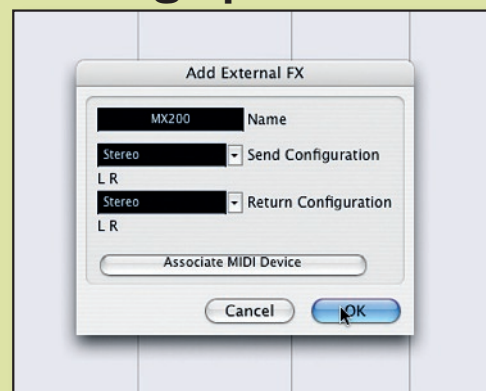 Add External FX
MX200 Name
Stereo Send Configuration
L R
Stereo Return Configuration
L R
Associate MIDI Device
Cancel OK